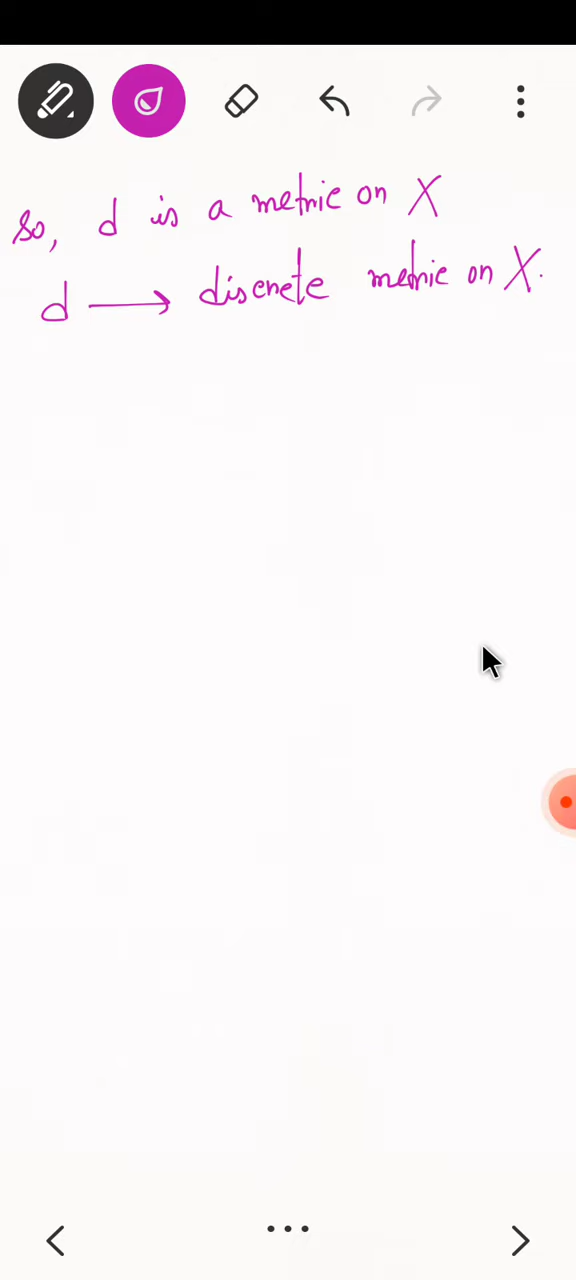 So, d is a metric on X
d ⟶ discrete metric on X.